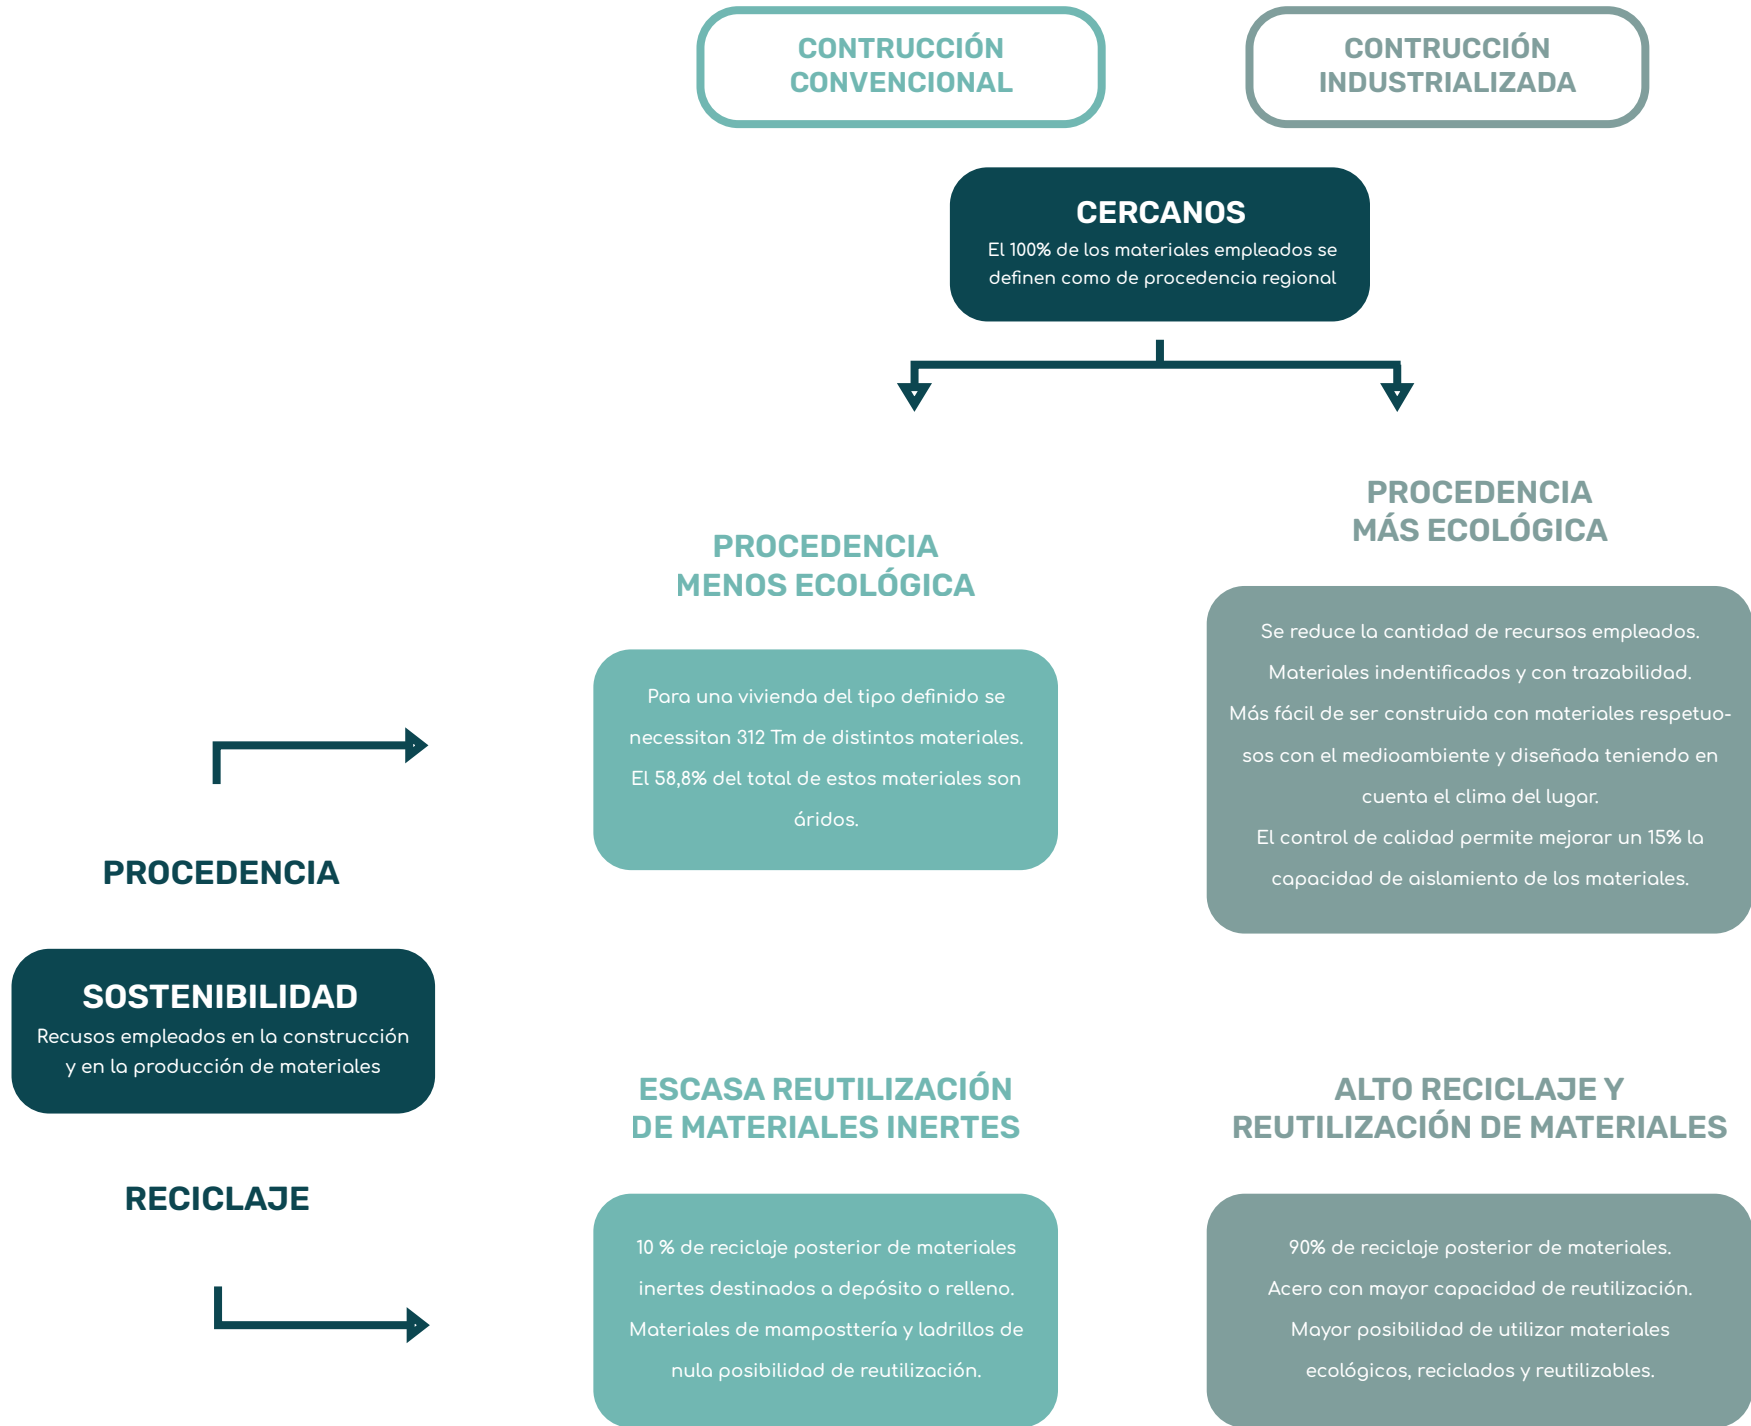 CONTRUCCIÓN
CONVENCIONAL
CONTRUCCIÓN
INDUSTRIALIZADA
CERCANOS
El 100% de los materiales empleados se
definen como de procedencia regional
PROCEDENCIA
MENOS ECOLÓGICA
PROCEDENCIA
MÁS ECOLÓGICA
Para una vivienda del tipo definido se
necessitan 312 Tm de distintos materiales.
El 58,8% del total de estos materiales son
áridos.
Se reduce la cantidad de recursos empleados.
Materiales indentificados y con trazabilidad.
Más fácil de ser construida con materiales respetuo-
sos con el medioambiente y diseñada teniendo en
cuenta el clima del lugar.
El control de calidad permite mejorar un 15% la
capacidad de aislamiento de los materiales.
PROCEDENCIA
SOSTENIBILIDAD
Recusos empleados en la construcción
y en la producción de materiales
RECICLAJE
ESCASA REUTILIZACIÓN
DE MATERIALES INERTES
ALTO RECICLAJE Y
REUTILIZACIÓN DE MATERIALES
10 % de reciclaje posterior de materiales
inertes destinados a depósito o relleno.
Materiales de mamposttería y ladrillos de
nula posibilidad de reutilización.
90% de reciclaje posterior de materiales.
Acero con mayor capacidad de reutilización.
Mayor posibilidad de utilizar materiales
ecológicos, reciclados y reutilizables.